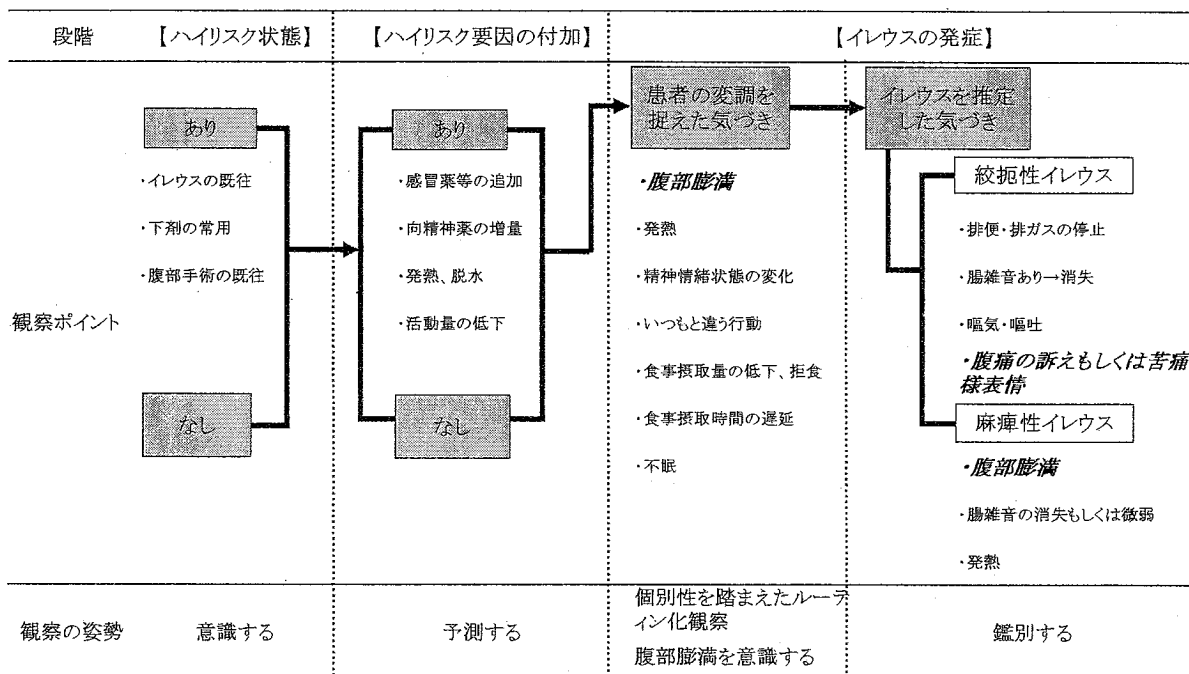 段階
【ハイリスク状態】
【ハイリスク要因の付加】
【イレウスの発症】
観察ポイント
あり
・イレウスの既往
・下剤の常用
・腹部手術の既往
なし
あり
・感冒薬等の追加
・向精神薬の増量
・発熱、脱水
・活動量の低下
なし
患者の変調を
捉えた気づき
・腹部膨満
・発熱
・精神情緒状態の変化
・いつもと違う行動
・食事摂取量の低下、拒食
・食事摂取時間の遅延
・不眠
イレウスを推定
した気づき
絞扼性イレウス
・排便・排ガスの停止
・腸雑音あり→消失
・嘔気・嘔吐
・腹痛の訴えもしくは苦痛
様表情
麻痺性イレウス
・腹部膨満
・腸雑音の消失もしくは微弱
・発熱
観察の姿勢
意識する
予測する
個別性を踏まえたルーテ
ィン化観察
腹部膨満を意識する
鑑別する